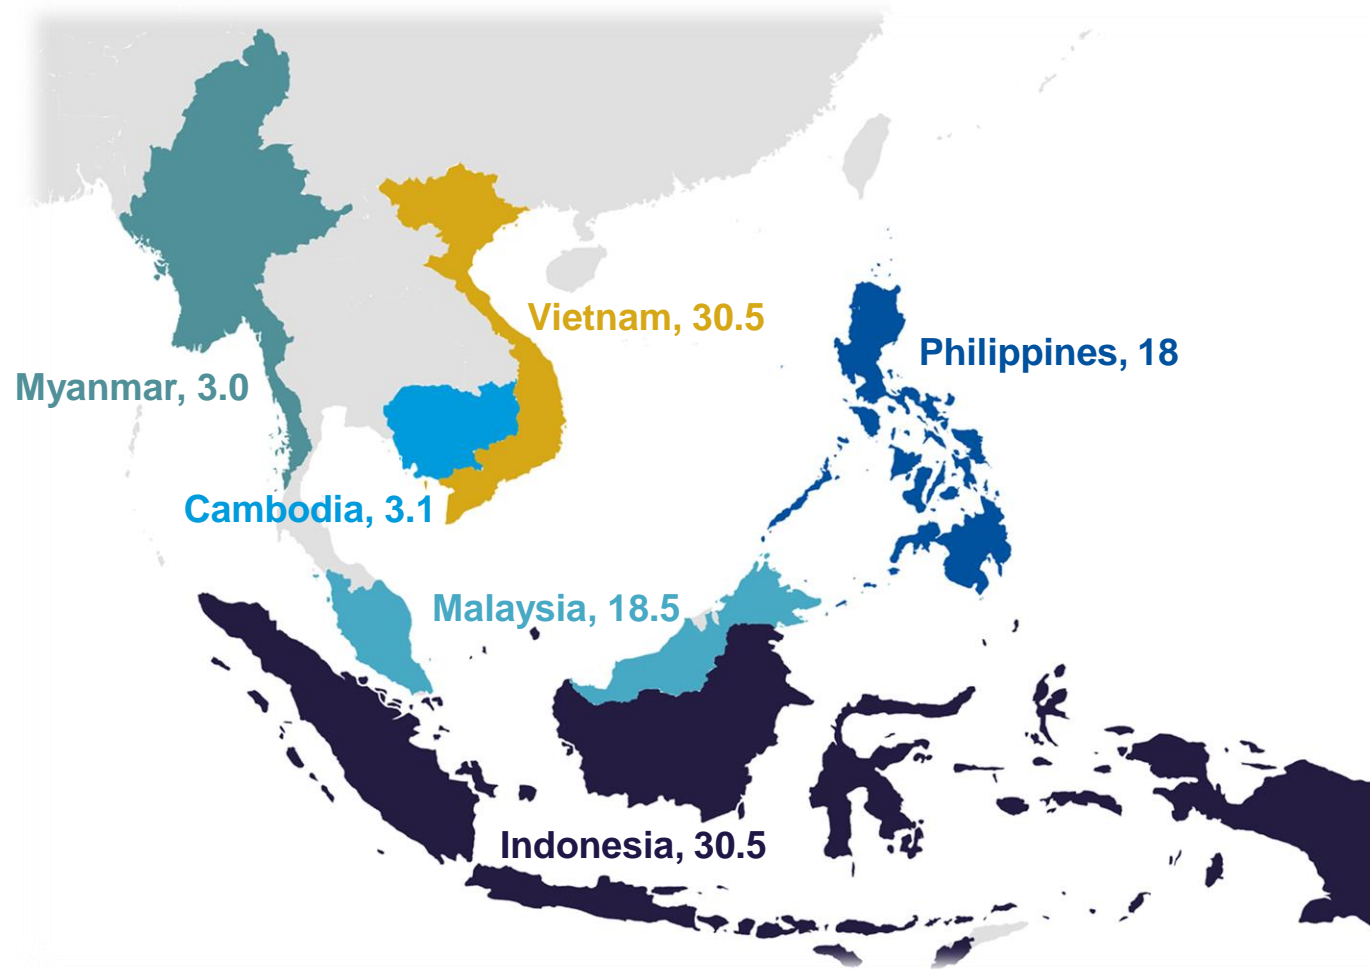 Vietnam, 30.5
Philippines, 18
Myanmar, 3.0
Cambodia, 3.1
Malaysia, 18.5
Indonesia, 30.5